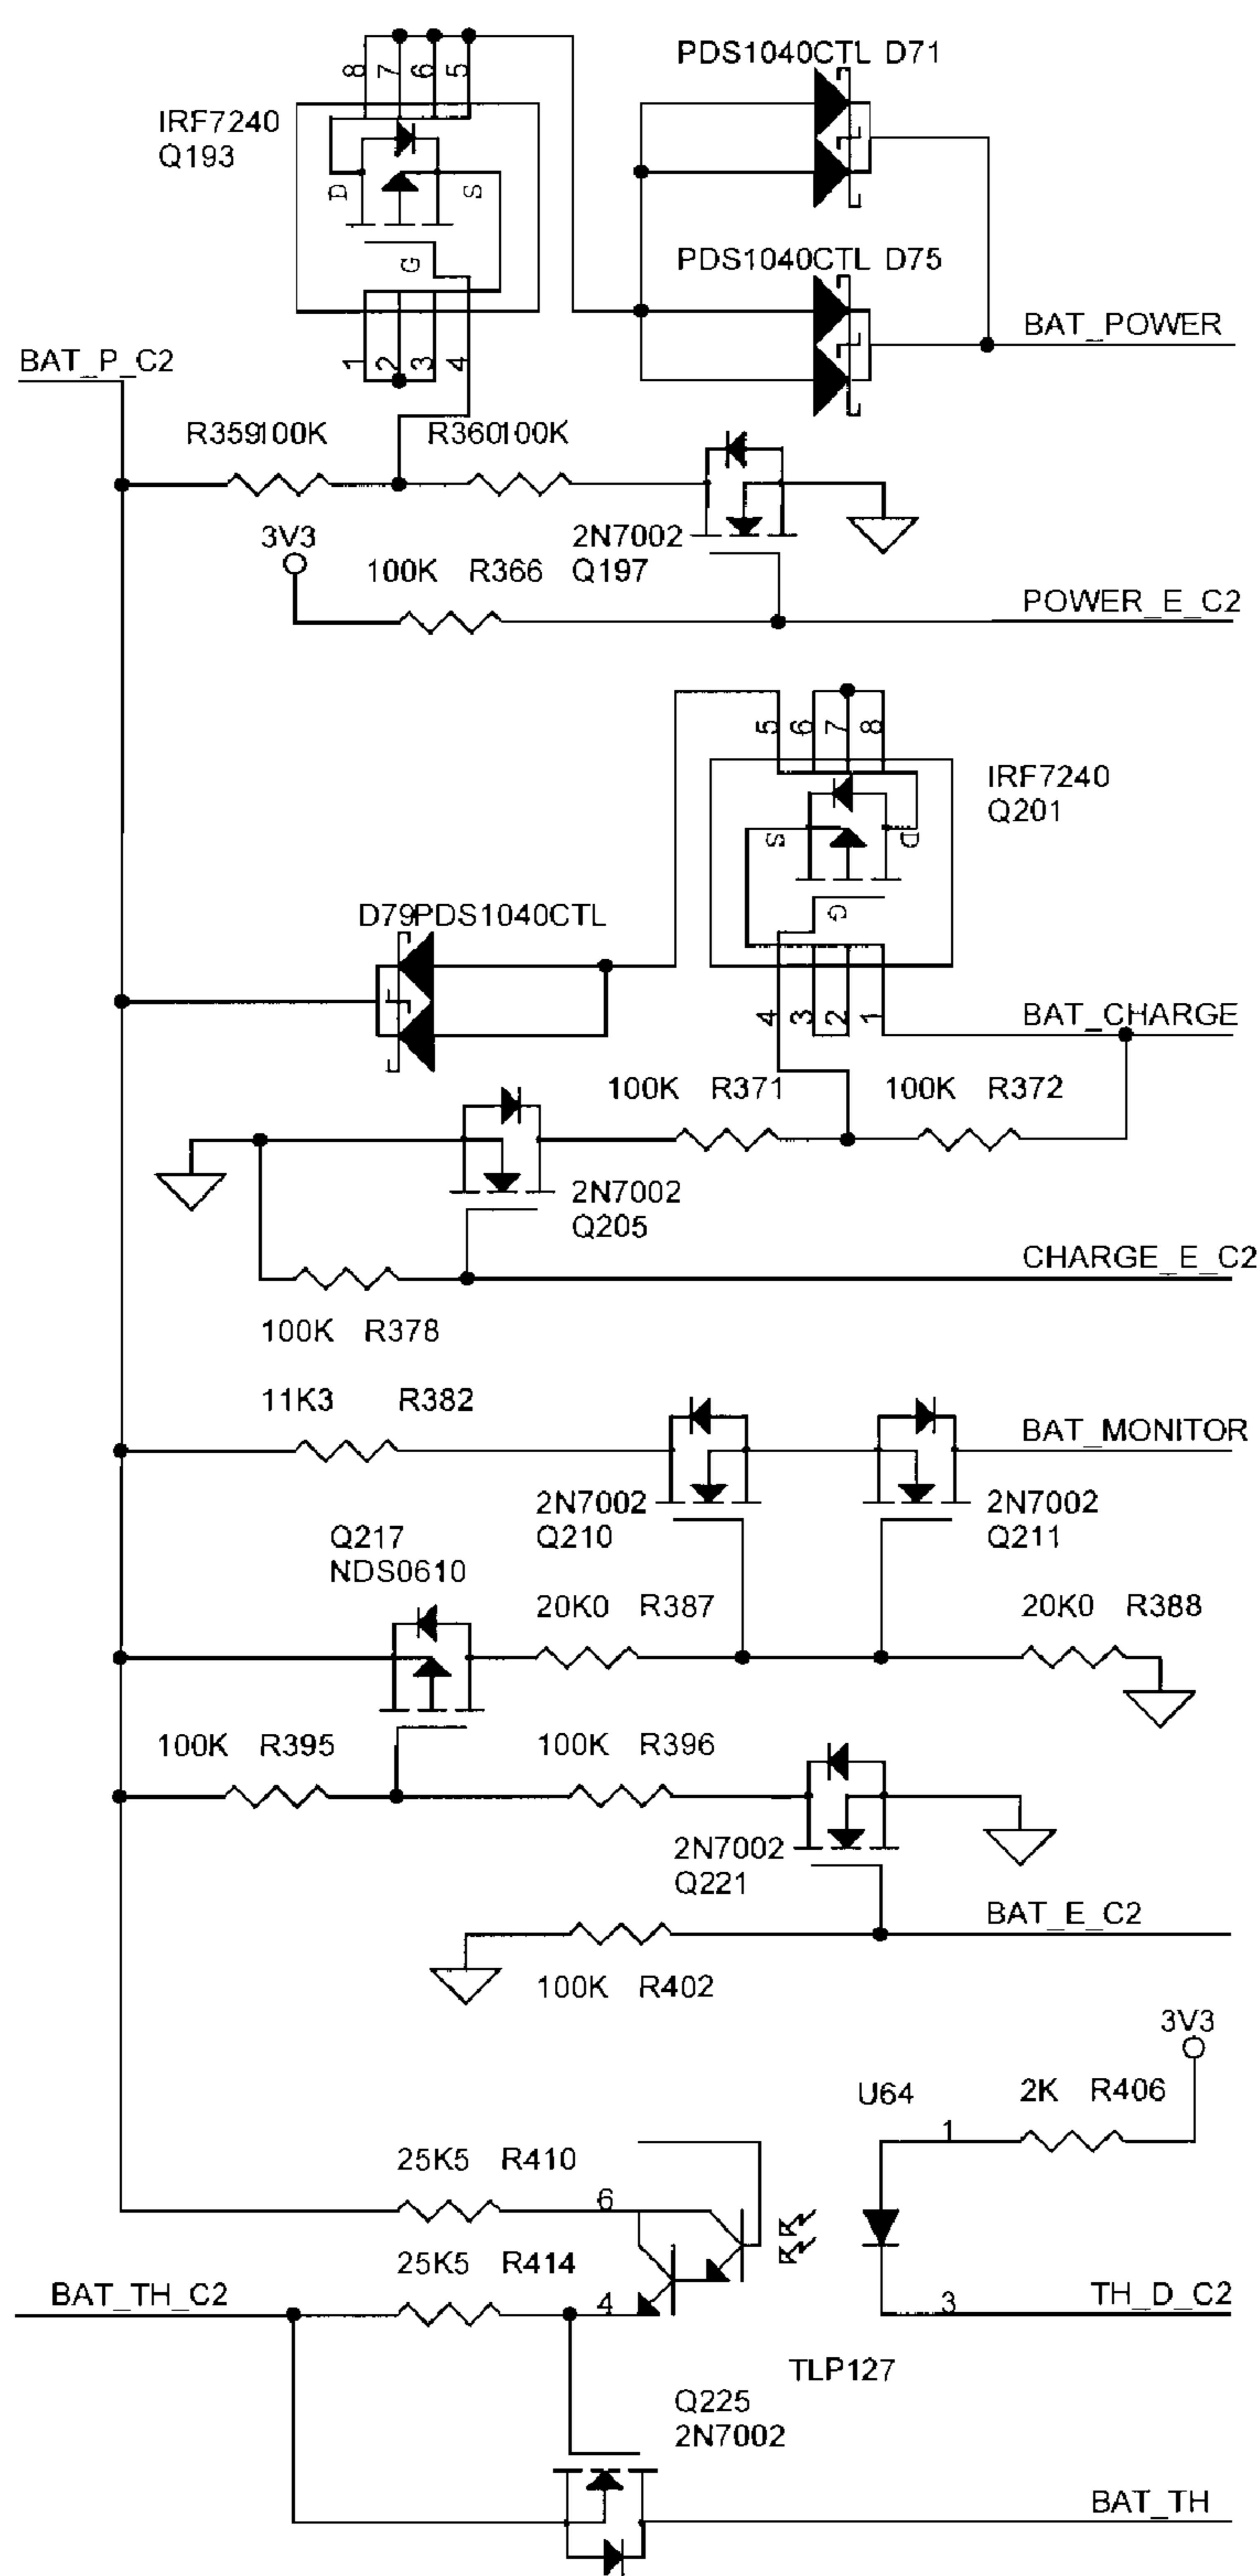 PDS1040CTL D71
8 7 6 5
IRF7240
Q193
D S
G
PDS1040CTL D75
BAT_POWER
1 2 3 4
BAT_P_C2
R359100K
R360100K
3V3
2N7002
Q197
100K R366
POWER_E_C2
5 6 7 8
IRF7240
Q201
S D
G
D79PDS1040CTL
4 3 2 1
BAT_CHARGE
100K R371
100K R372
2N7002
Q205
CHARGE_E_C2
100K R378
11K3 R382
BAT_MONITOR
2N7002
Q210
2N7002
Q211
Q217
NDS0610
20K0 R387
20K0 R388
100K R395
100K R396
2N7002
Q221
BAT_E_C2
100K R402
3V3
U64
2K R406
1
25K5 R410
6
25K5 R414
BAT_TH_C2
4
3
TH_D_C2
TLP127
Q225
2N7002
BAT_TH